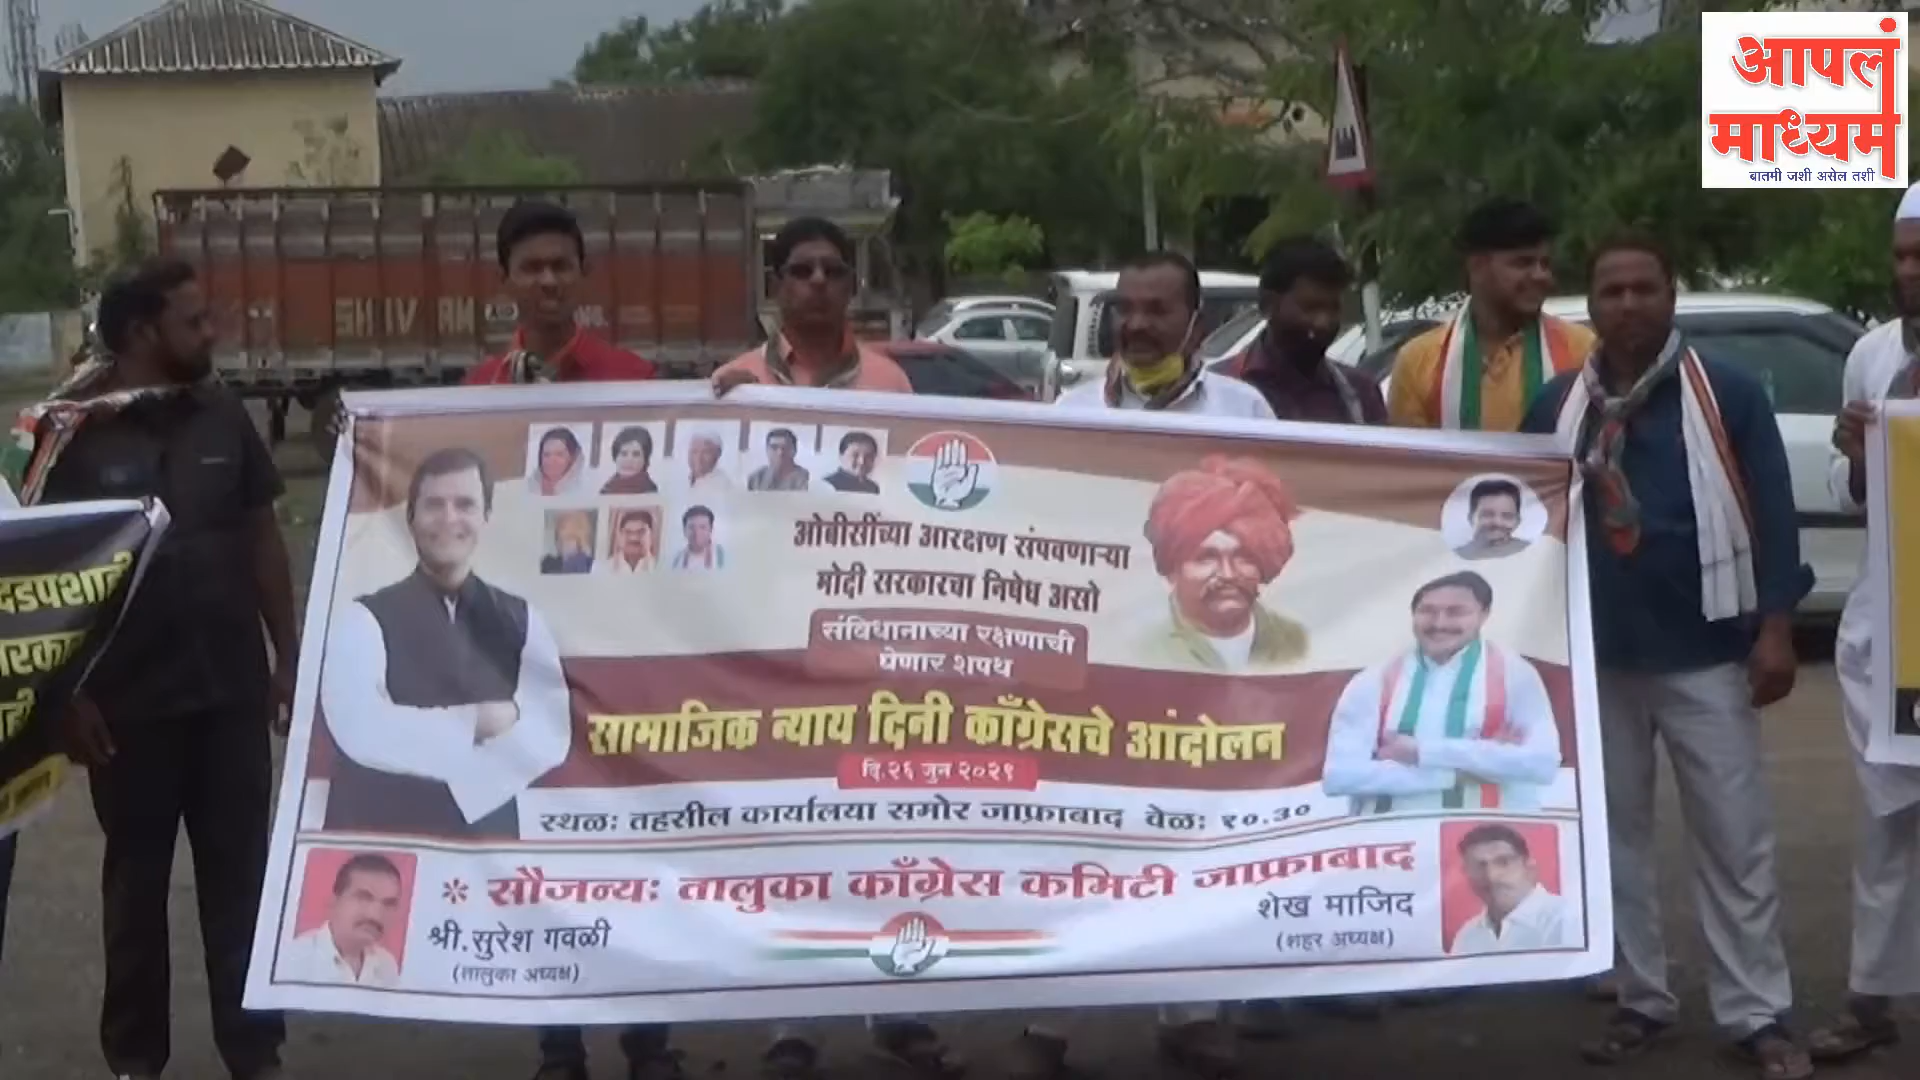 आपलं
माध्यम
बातमी जशी असेल तशी
SHIVAM
ओबीसींच्या आरक्षण संपवणाऱ्या
मोदी सरकारचा निषेध असो
संविधानाच्या रक्षणाची
घेणार शपथ
सामाजिक न्याय दिनी काँग्रेसचे आंदोलन
दि.२६ जुन २०२१
स्थळ: तहसील कार्यालया समोर जाफ्राबाद वेळ: १०.३०
* सौजन्य: तालुका काँग्रेस कमिटी जाफ्राबाद
श्री.सुरेश गवळी
(तालुका अध्यक्ष)
शेख माजिद
(शहर अध्यक्ष)